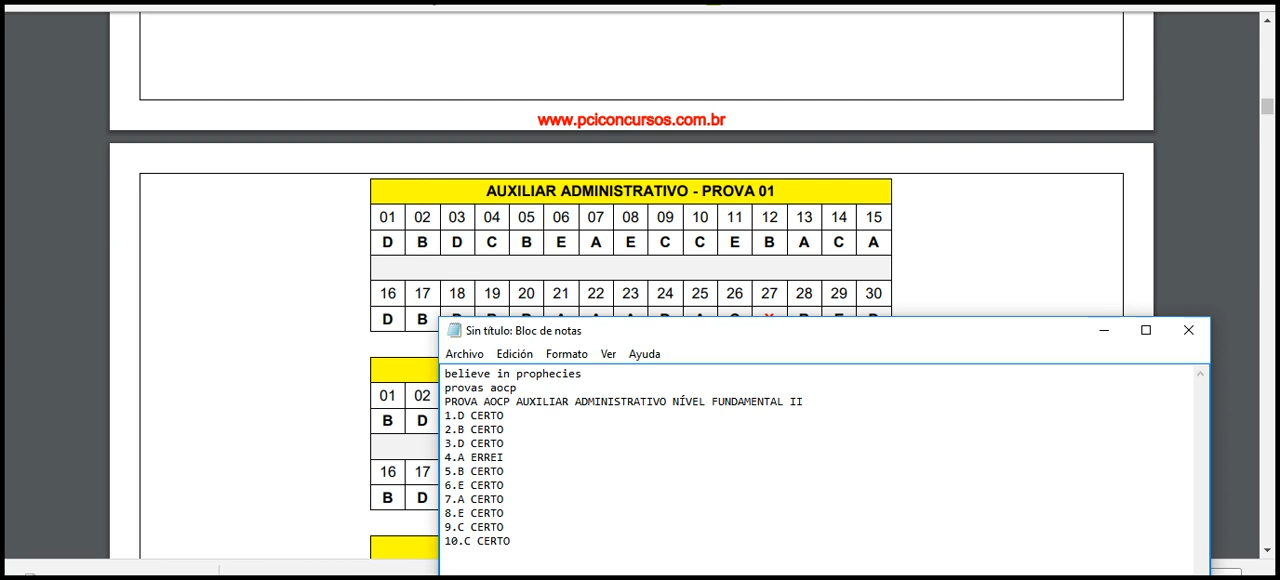 www.pciconcursos.com.br
AUXILIAR ADMINISTRATIVO - PROVA 01
01 02 03 04 05 06 07 08 09 10 11 12 13 14 15
D B D C B E A E C C E B A C A
16 17 18 19 20 21 22 23 24 25 26 27 28 29 30
D B
Sin título: Bloc de notas
Archivo Edición Formato Ver Ayuda
believe in prophecies
provas aocp
PROVA AOCP AUXILIAR ADMINISTRATIVO NÍVEL FUNDAMENTAL II
1.D CERTO
2.B CERTO
3.D CERTO
4.A ERREI
5.B CERTO
6.E CERTO
7.A CERTO
8.E CERTO
9.C CERTO
10.C CERTO
01 02
B D
16 17
B D